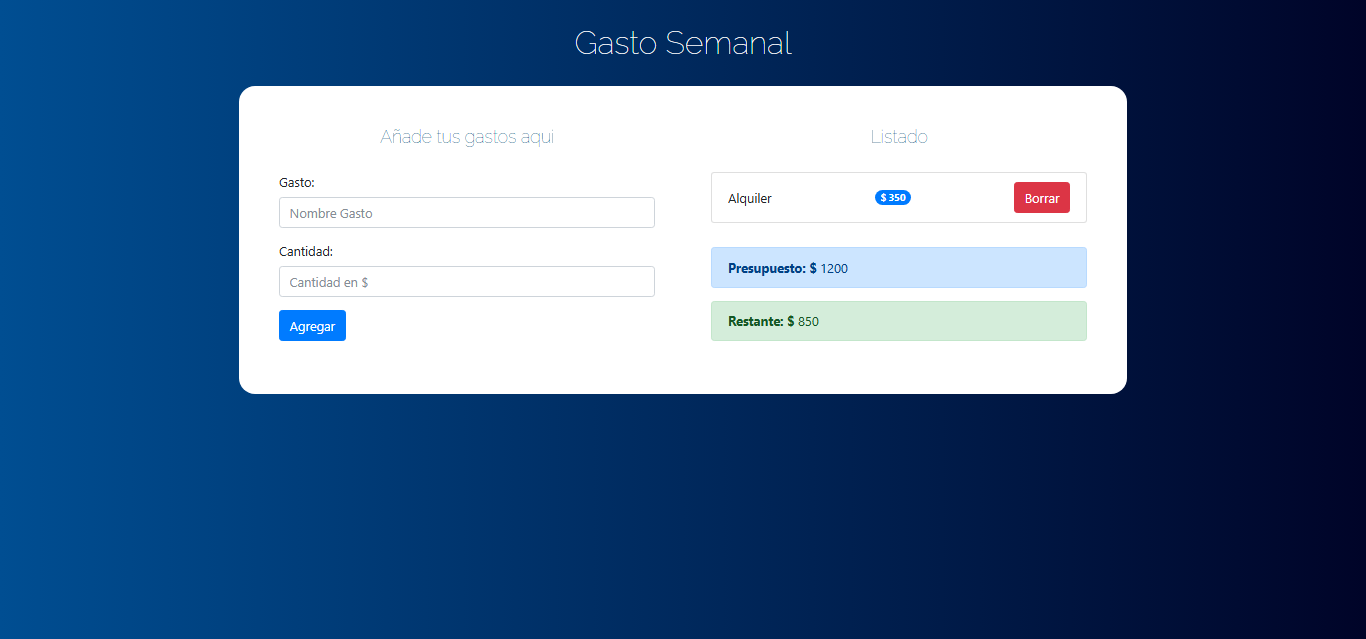 Gasto Semanal
Añade tus gastos aqui
Gasto:
Nombre Gasto
Cantidad:
Cantidad en $
Agregar
Listado
Alquiler $ 350 Borrar
Presupuesto: $ 1200
Restante: $ 850